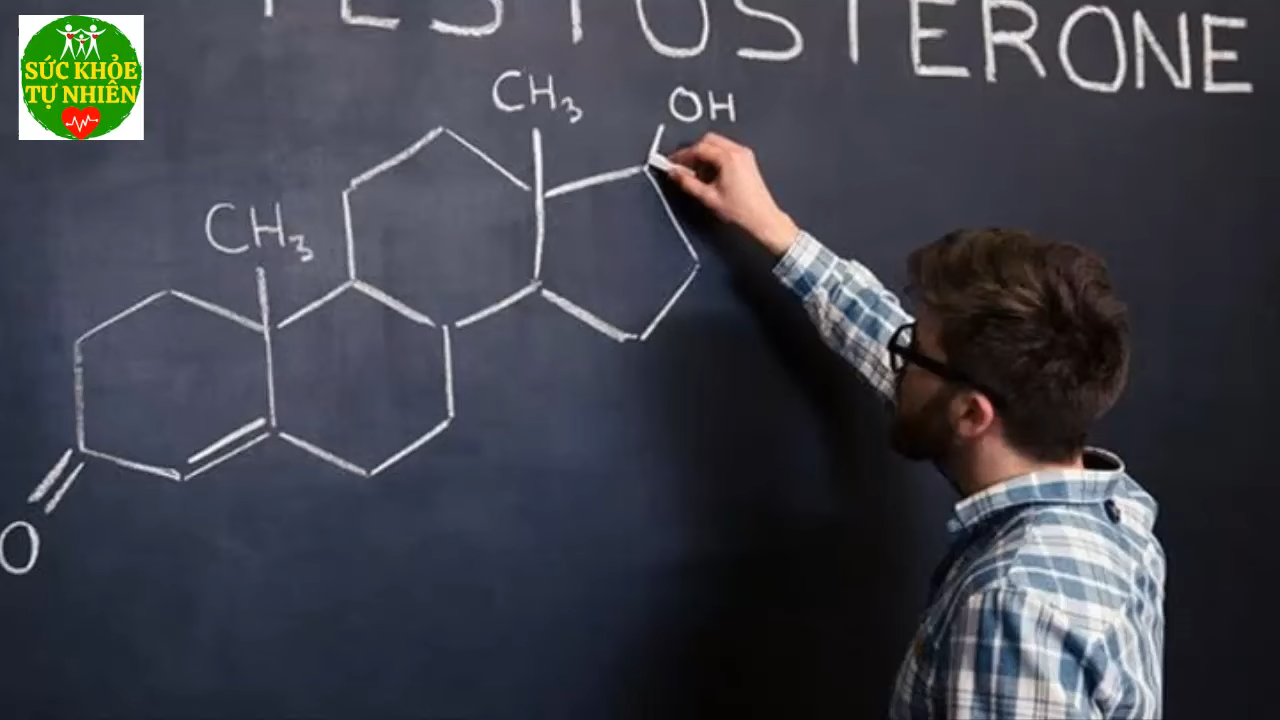 TESTOSTERONE
SỨC KHỎE
TỰ NHIÊN
CH3
OH
CH3
O